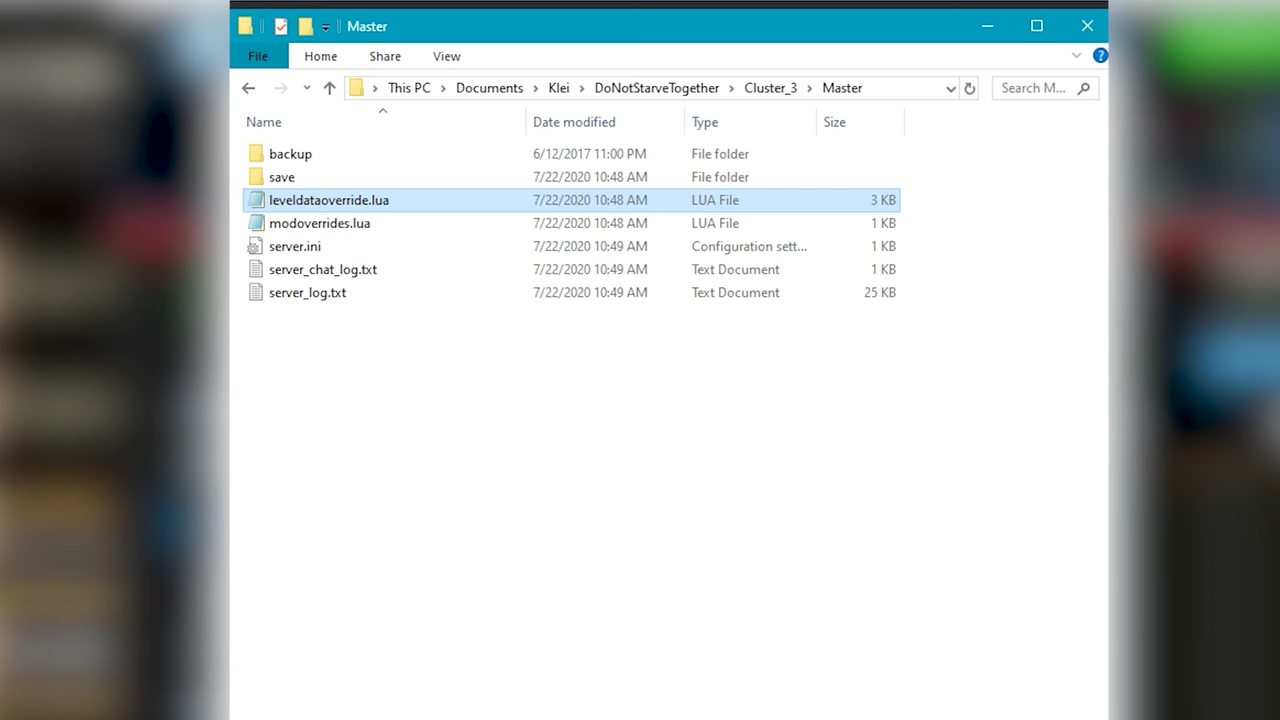 Master
File Home Share View
This PC Documents Klei DoNotStarveTogether Cluster_3 Master Search M...
Name Date modified Type Size
backup 6/12/2017 11:00 PM File folder
save 7/22/2020 10:48 AM File folder
leveldataoverride.lua 7/22/2020 10:48 AM LUA File 3 KB
modoverrides.lua 7/22/2020 10:48 AM LUA File 1 KB
server.ini 7/22/2020 10:49 AM Configuration sett... 1 KB
server_chat_log.txt 7/22/2020 10:49 AM Text Document 1 KB
server_log.txt 7/22/2020 10:49 AM Text Document 25 KB